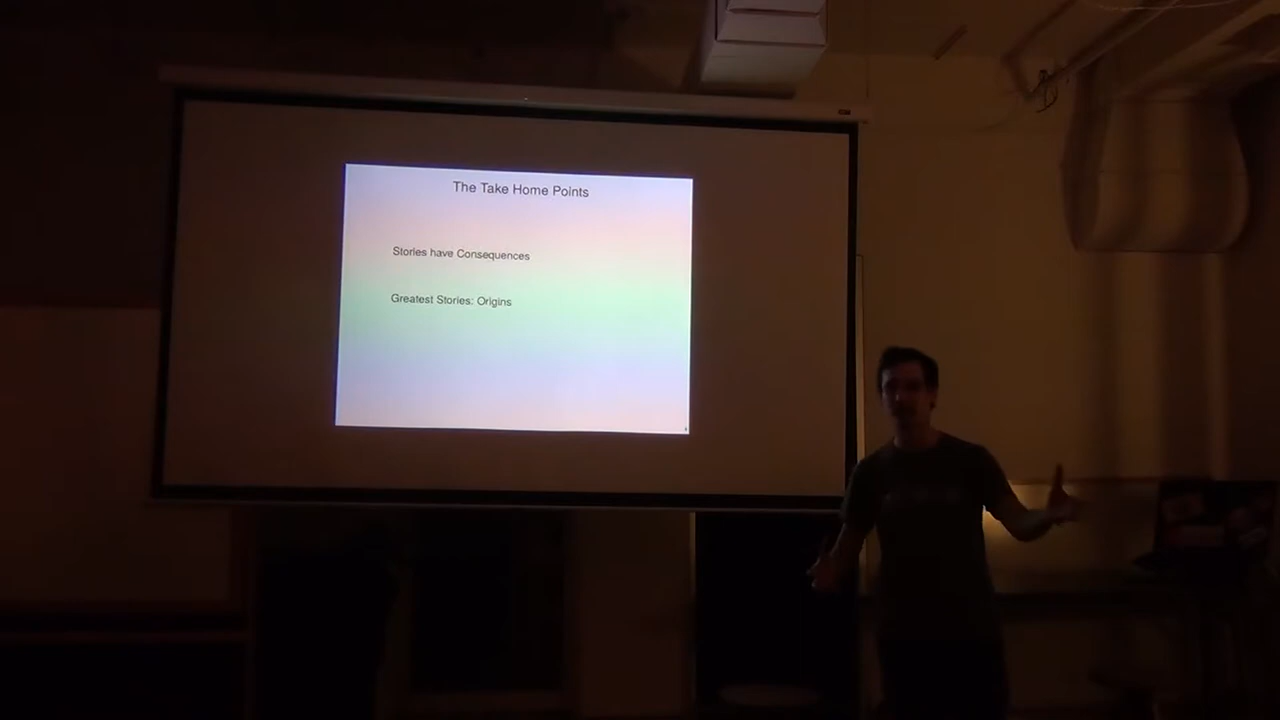 The Take Home Points
Stories have Consequences
Greatest Stories: Origins